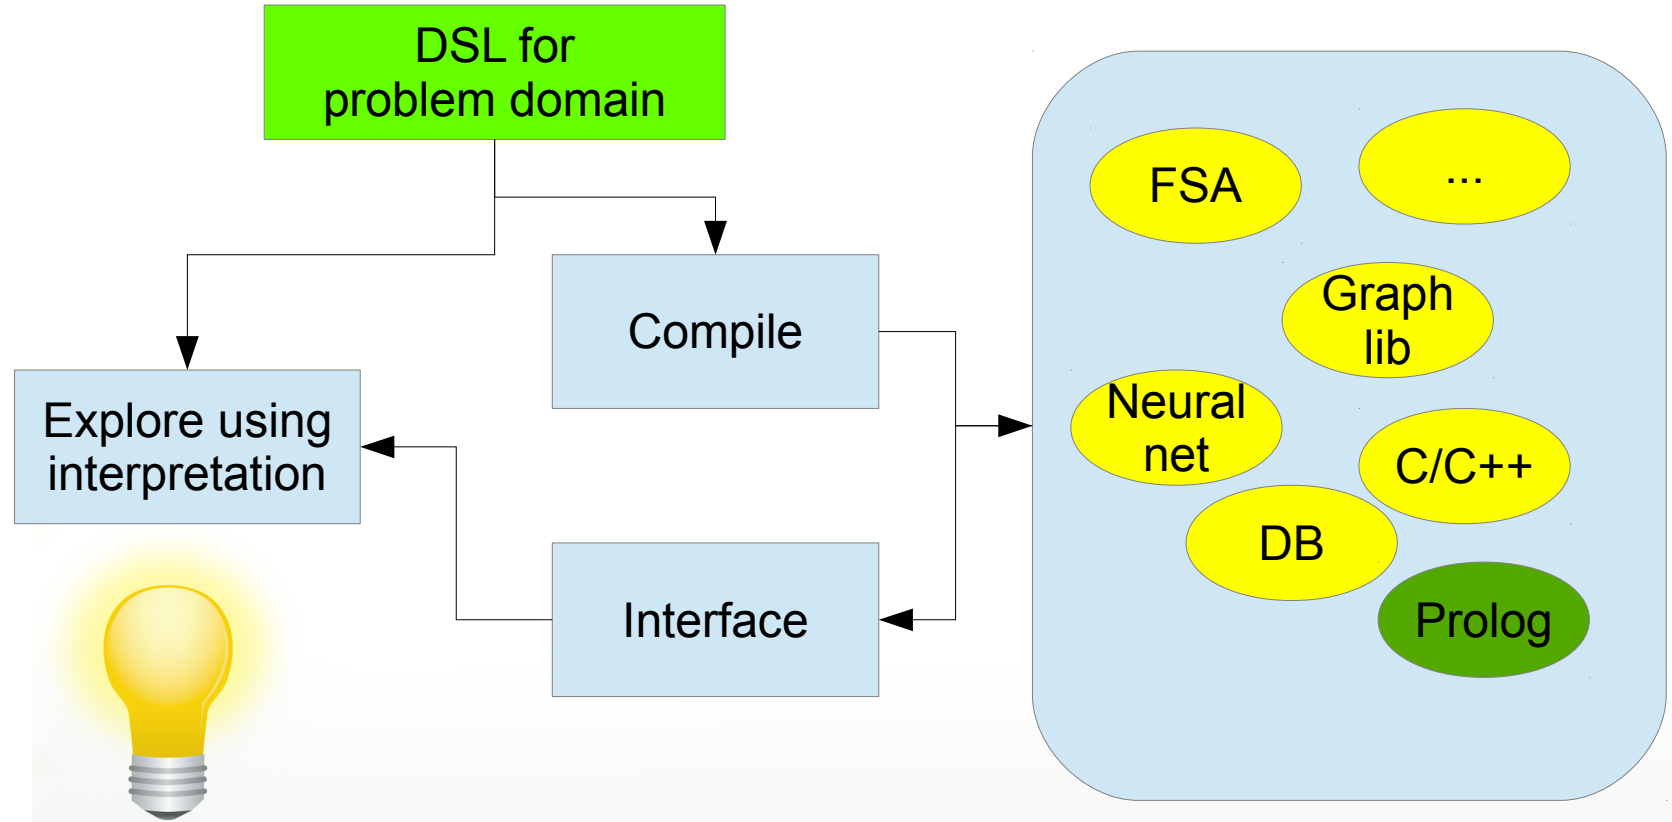 DSL for
problem domain
FSA
...
Graph
lib
Compile
Explore using
interpretation
Neural
net
C/C++
DB
Interface
Prolog